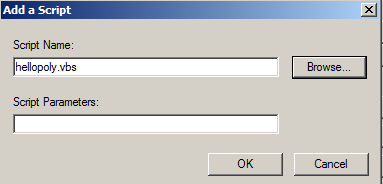 Add a Script
Script Name:
hellopoly.vbs
Browse...
Script Parameters:
OK
Cancel